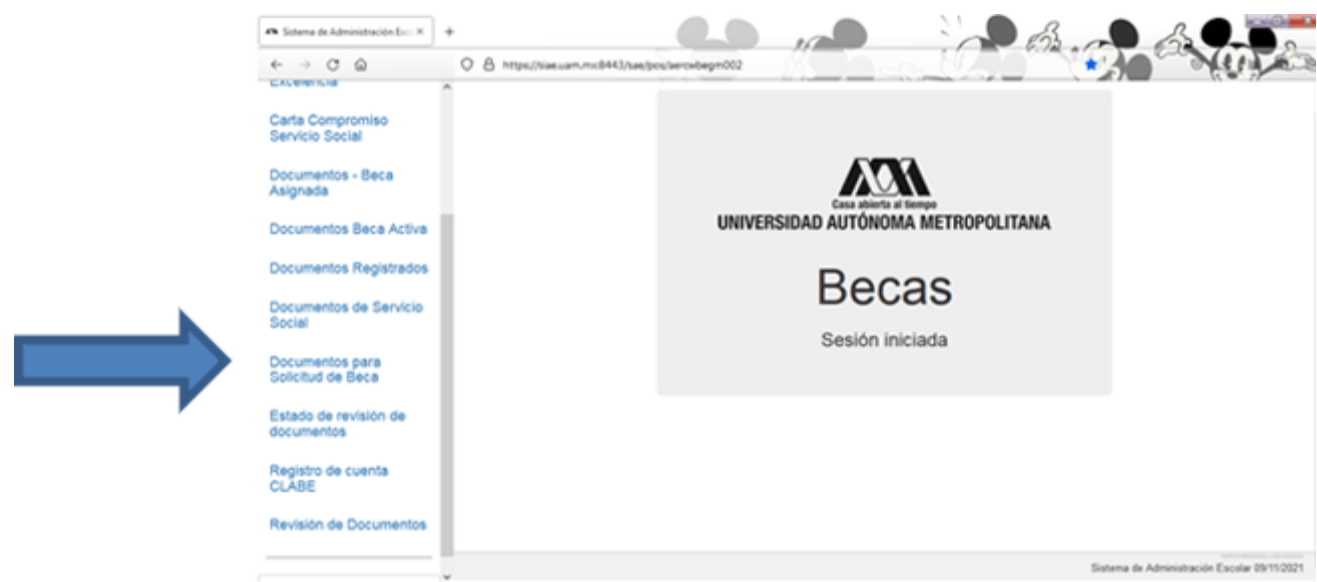 Sistema de Administración Esc
https://siae.uam.mx:8443/sae/pos/aeroxbegm002
Excelencia
Carta Compromiso
Servicio Social
Documentos - Beca
Asignada
Documentos Beca Activa
Documentos Registrados
Documentos de Servicio
Social
Documentos para
Solicitud de Beca
Estado de revisión de
documentos
Registro de cuenta
CLABE
Revisión de Documentos
Casa abierta al tiempo
UNIVERSIDAD AUTÓNOMA METROPOLITANA
Becas
Sesión iniciada
Sistema de Administración Escolar 09/11/2021